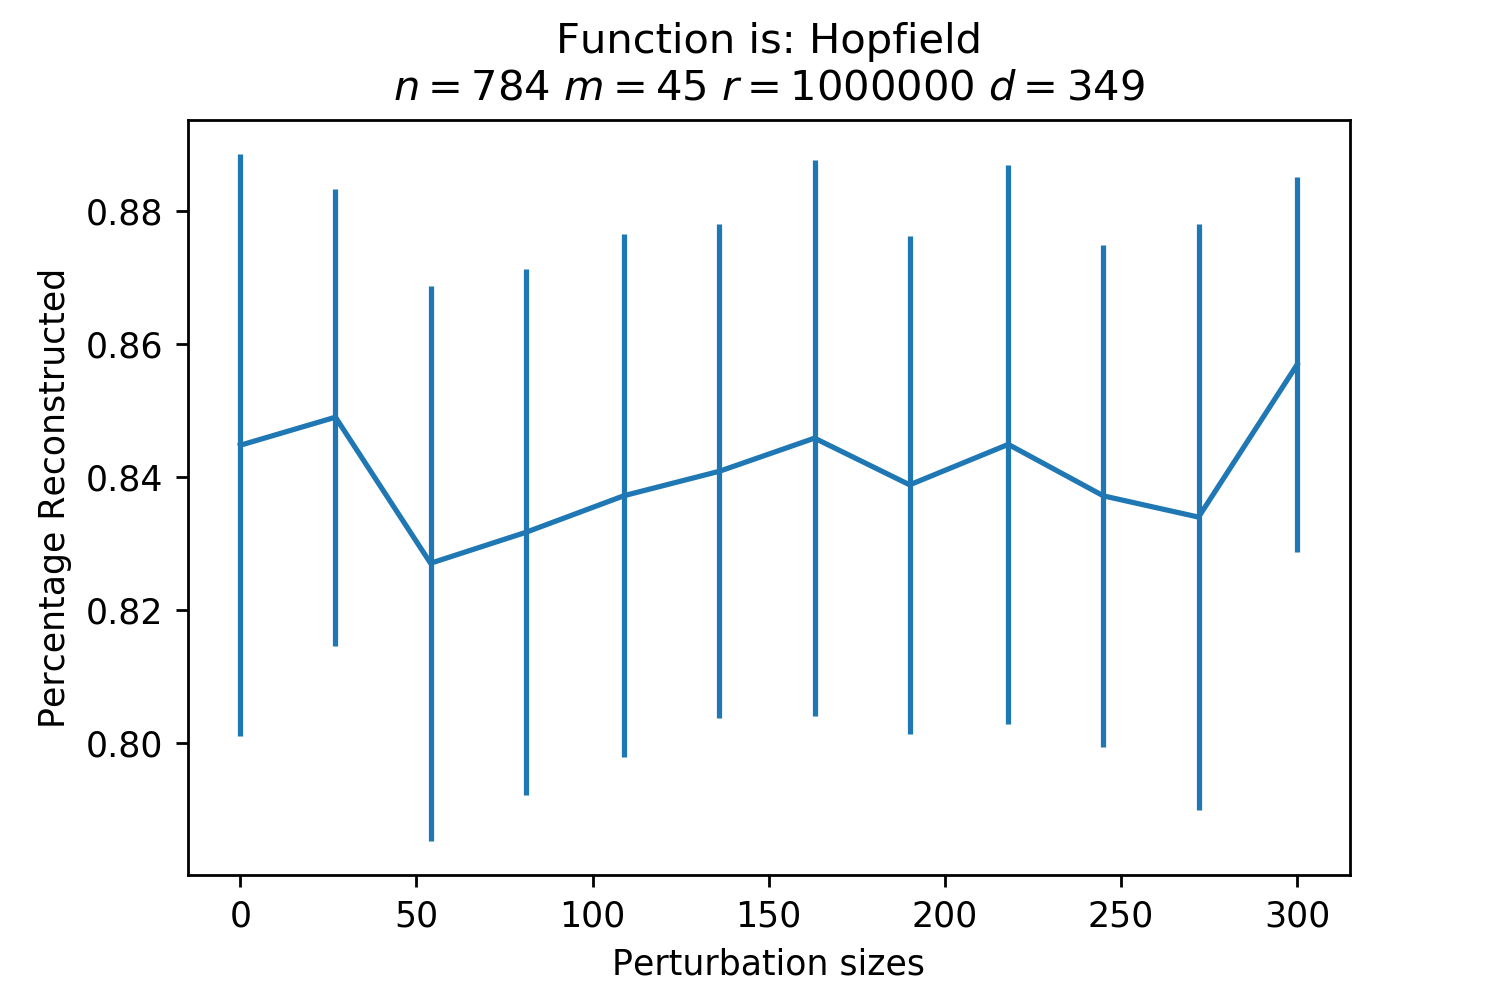 Function is: Hopfield
n = 784 m = 45 r = 1000000 d = 349
Percentage Reconstructed
0.88
0.86
0.84
0.82
0.80
0 50 100 150 200 250 300
Perturbation sizes